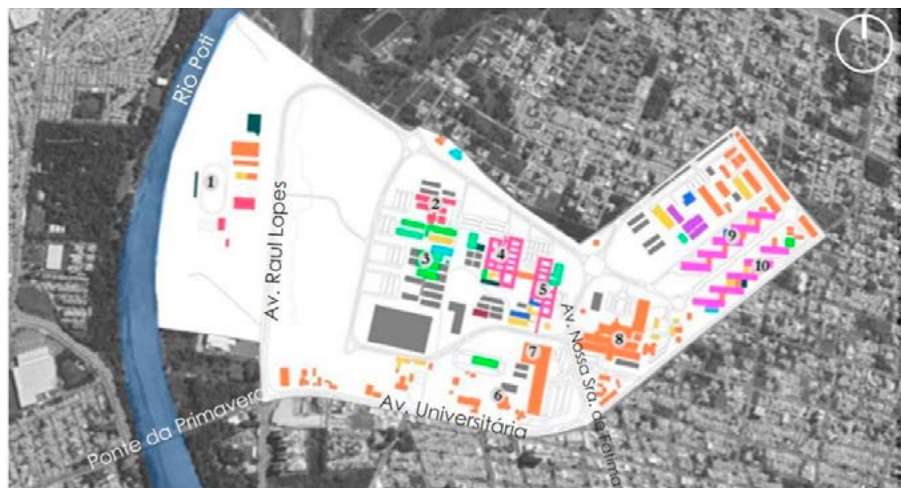 Rio Poti
1
2
3
4
5
6
7
8
9
10
Av. Raul Lopes
Av. Nossa Sra. de Fátima
Av. Universitária
Ponte da Primavera